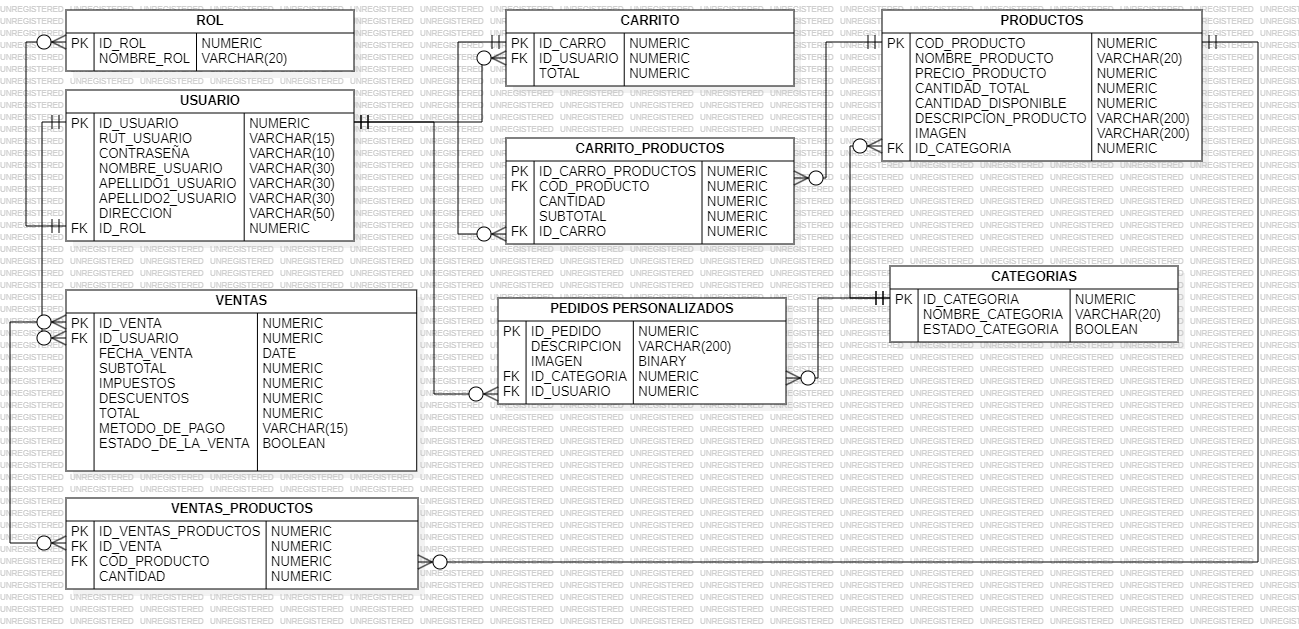 ROL
PK ID_ROL NUMERIC
NOMBRE_ROL VARCHAR(20)
USUARIO
PK ID_USUARIO NUMERIC
RUT_USUARIO VARCHAR(15)
CONTRASEÑA VARCHAR(10)
NOMBRE_USUARIO VARCHAR(30)
APELLIDO1_USUARIO VARCHAR(30)
APELLIDO2_USUARIO VARCHAR(30)
DIRECCION VARCHAR(50)
FK ID_ROL NUMERIC
VENTAS
PK ID_VENTA NUMERIC
FK ID_USUARIO NUMERIC
FECHA_VENTA DATE
SUBTOTAL NUMERIC
IMPUESTOS NUMERIC
DESCUENTOS NUMERIC
TOTAL NUMERIC
METODO_DE_PAGO VARCHAR(15)
ESTADO_DE_LA_VENTA BOOLEAN
VENTAS_PRODUCTOS
PK ID_VENTAS_PRODUCTOS NUMERIC
FK ID_VENTA NUMERIC
FK COD_PRODUCTO NUMERIC
CANTIDAD NUMERIC
CARRITO
PK ID_CARRO NUMERIC
FK ID_USUARIO NUMERIC
TOTAL NUMERIC
CARRITO_PRODUCTOS
PK ID_CARRO_PRODUCTOS NUMERIC
FK COD_PRODUCTO NUMERIC
CANTIDAD NUMERIC
SUBTOTAL NUMERIC
FK ID_CARRO NUMERIC
PEDIDOS PERSONALIZADOS
PK ID_PEDIDO NUMERIC
DESCRIPCION VARCHAR(200)
IMAGEN BINARY
FK ID_CATEGORIA NUMERIC
FK ID_USUARIO NUMERIC
PRODUCTOS
PK COD_PRODUCTO NUMERIC
NOMBRE_PRODUCTO VARCHAR(20)
PRECIO_PRODUCTO NUMERIC
CANTIDAD_TOTAL NUMERIC
CANTIDAD_DISPONIBLE NUMERIC
DESCRIPCION_PRODUCTO VARCHAR(200)
IMAGEN VARCHAR(200)
FK ID_CATEGORIA NUMERIC
CATEGORIAS
PK ID_CATEGORIA NUMERIC
NOMBRE_CATEGORIA VARCHAR(20)
ESTADO_CATEGORIA BOOLEAN
UNREGISTERED